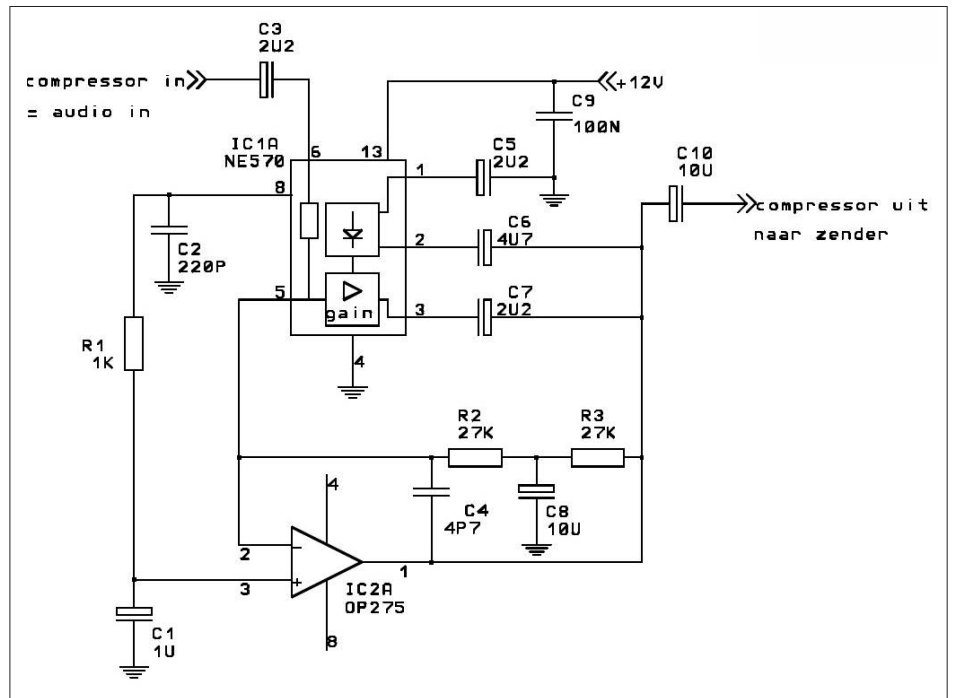 C3
2U2
compressor in
= audio in
+12V
C9
100N
IC1A
NE570
6
13
C5
2U2
1
C10
10U
8
compressor uit
naar zender
C2
220P
2
C6
4U7
5
gain
3
C7
2U2
R1
1K
4
R2
27K
R3
27K
4
C4
4P7
C8
10U
2
-
3
+
1
IC2A
OP275
C1
1U
8